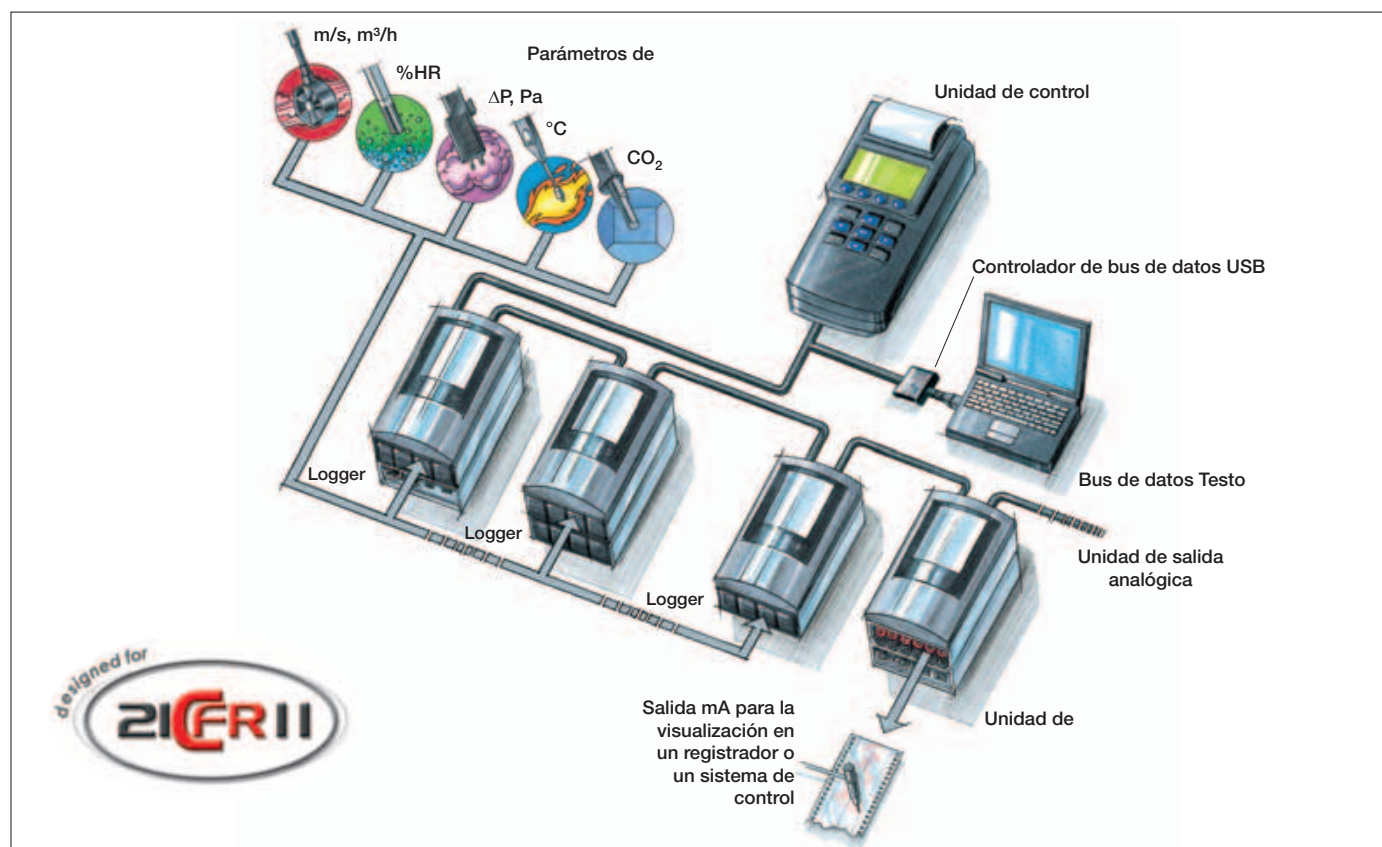 m/s, m³/h
Parámetros de
%HR
∆P, Pa
°C
CO₂
Unidad de control
Controlador de bus de datos USB
Bus de datos Testo
Logger
Logger
Logger
Unidad de salida
analógica
Unidad de
Salida mA para la
visualización en
un registrador o
un sistema de
control
designed for
21CFR11